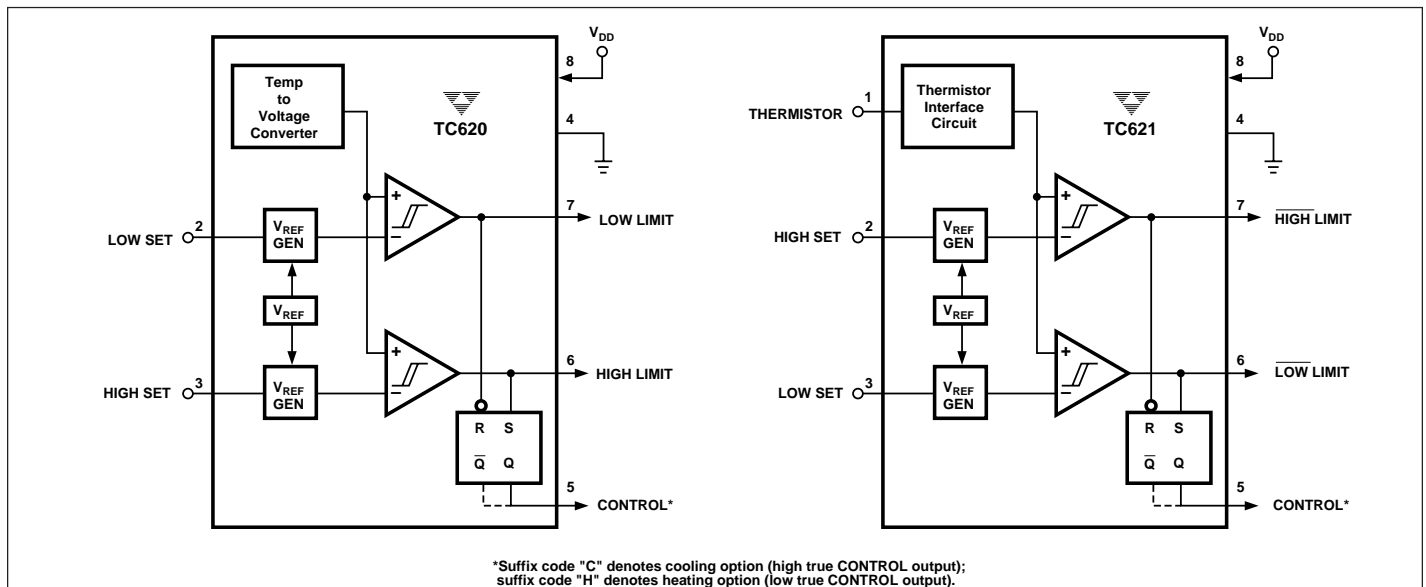 Temp
to
Voltage
Converter
TC620
8
VDD
4
LOW SET
2
VREF
GEN
+
–
7
LOW LIMIT
VREF
HIGH SET
3
VREF
GEN
+
–
6
HIGH LIMIT
R S
Q̅ Q
5
CONTROL*
THERMISTOR
1
Thermistor
Interface
Circuit
TC621
8
VDD
4
HIGH SET
2
VREF
GEN
+
–
7
H̅I̅G̅H̅ LIMIT
VREF
LOW SET
3
VREF
GEN
+
–
6
L̅O̅W̅ LIMIT
R S
Q̅ Q
5
CONTROL*
*Suffix code "C" denotes cooling option (high true CONTROL output);
suffix code "H" denotes heating option (low true CONTROL output).